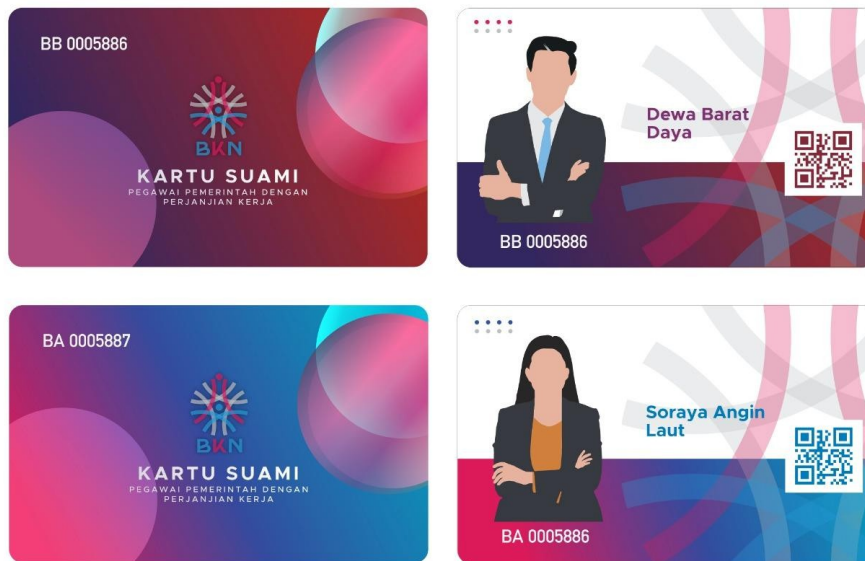 BB 0005886
BKN
KARTU SUAMI
PEGAWAI PEMERINTAH DENGAN
PERJANJIAN KERJA
Dewa Barat
Daya
BB 0005886
BA 0005887
BKN
KARTU SUAMI
PEGAWAI PEMERINTAH DENGAN
PERJANJIAN KERJA
Soraya Angin
Laut
BA 0005886